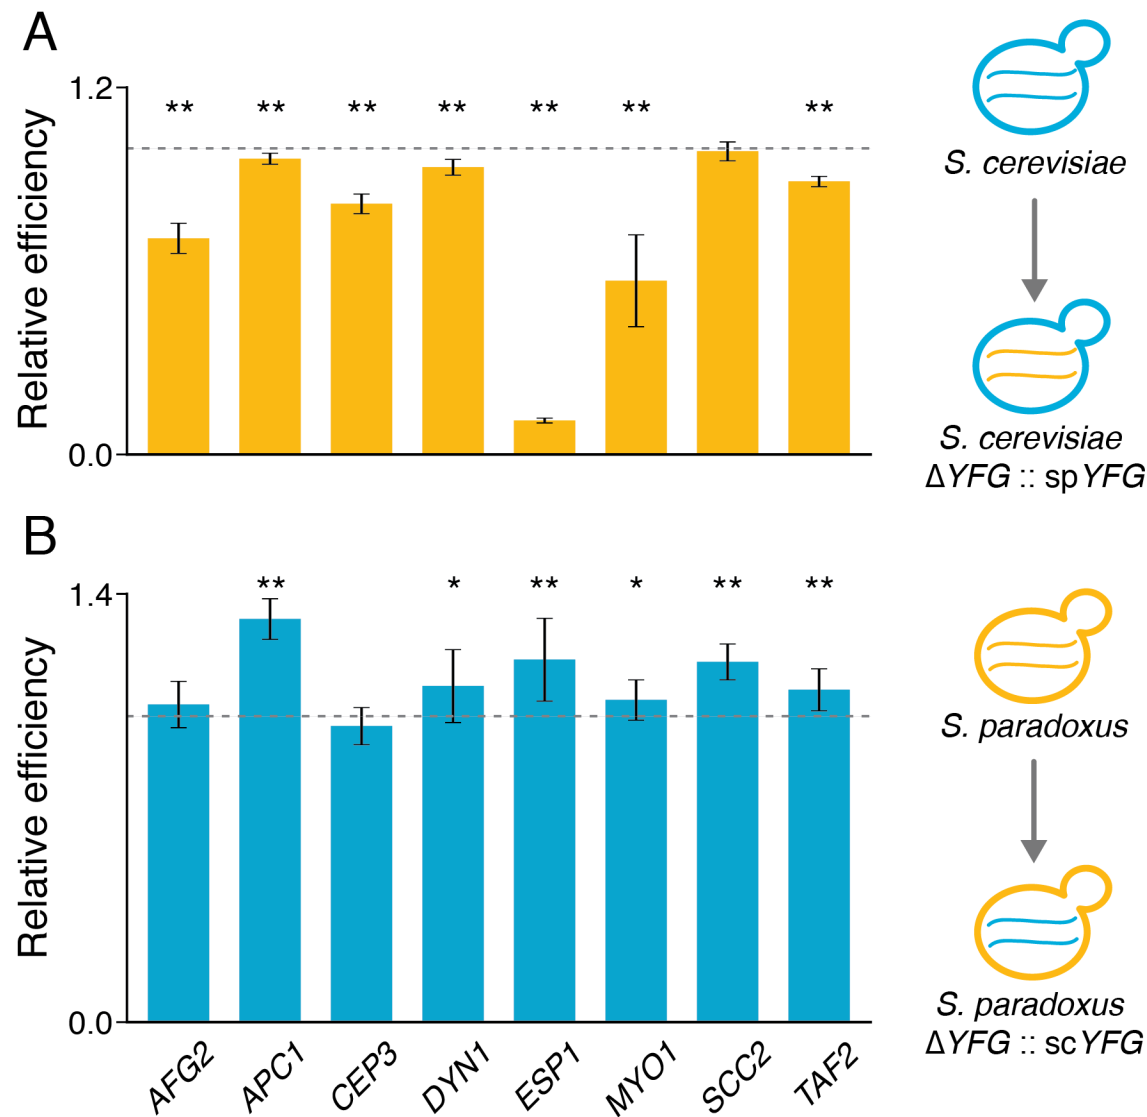 A
1.2
** ** ** ** ** ** **
Relative efficiency
0.0
S. cerevisiae
S. cerevisiae
ΔYFG :: spYFG
B
1.4
** * ** * ** **
Relative efficiency
0.0
AFG2 APC1 CEP3 DYN1 ESP1 MYO1 SCC2 TAF2
S. paradoxus
S. paradoxus
ΔYFG :: scYFG